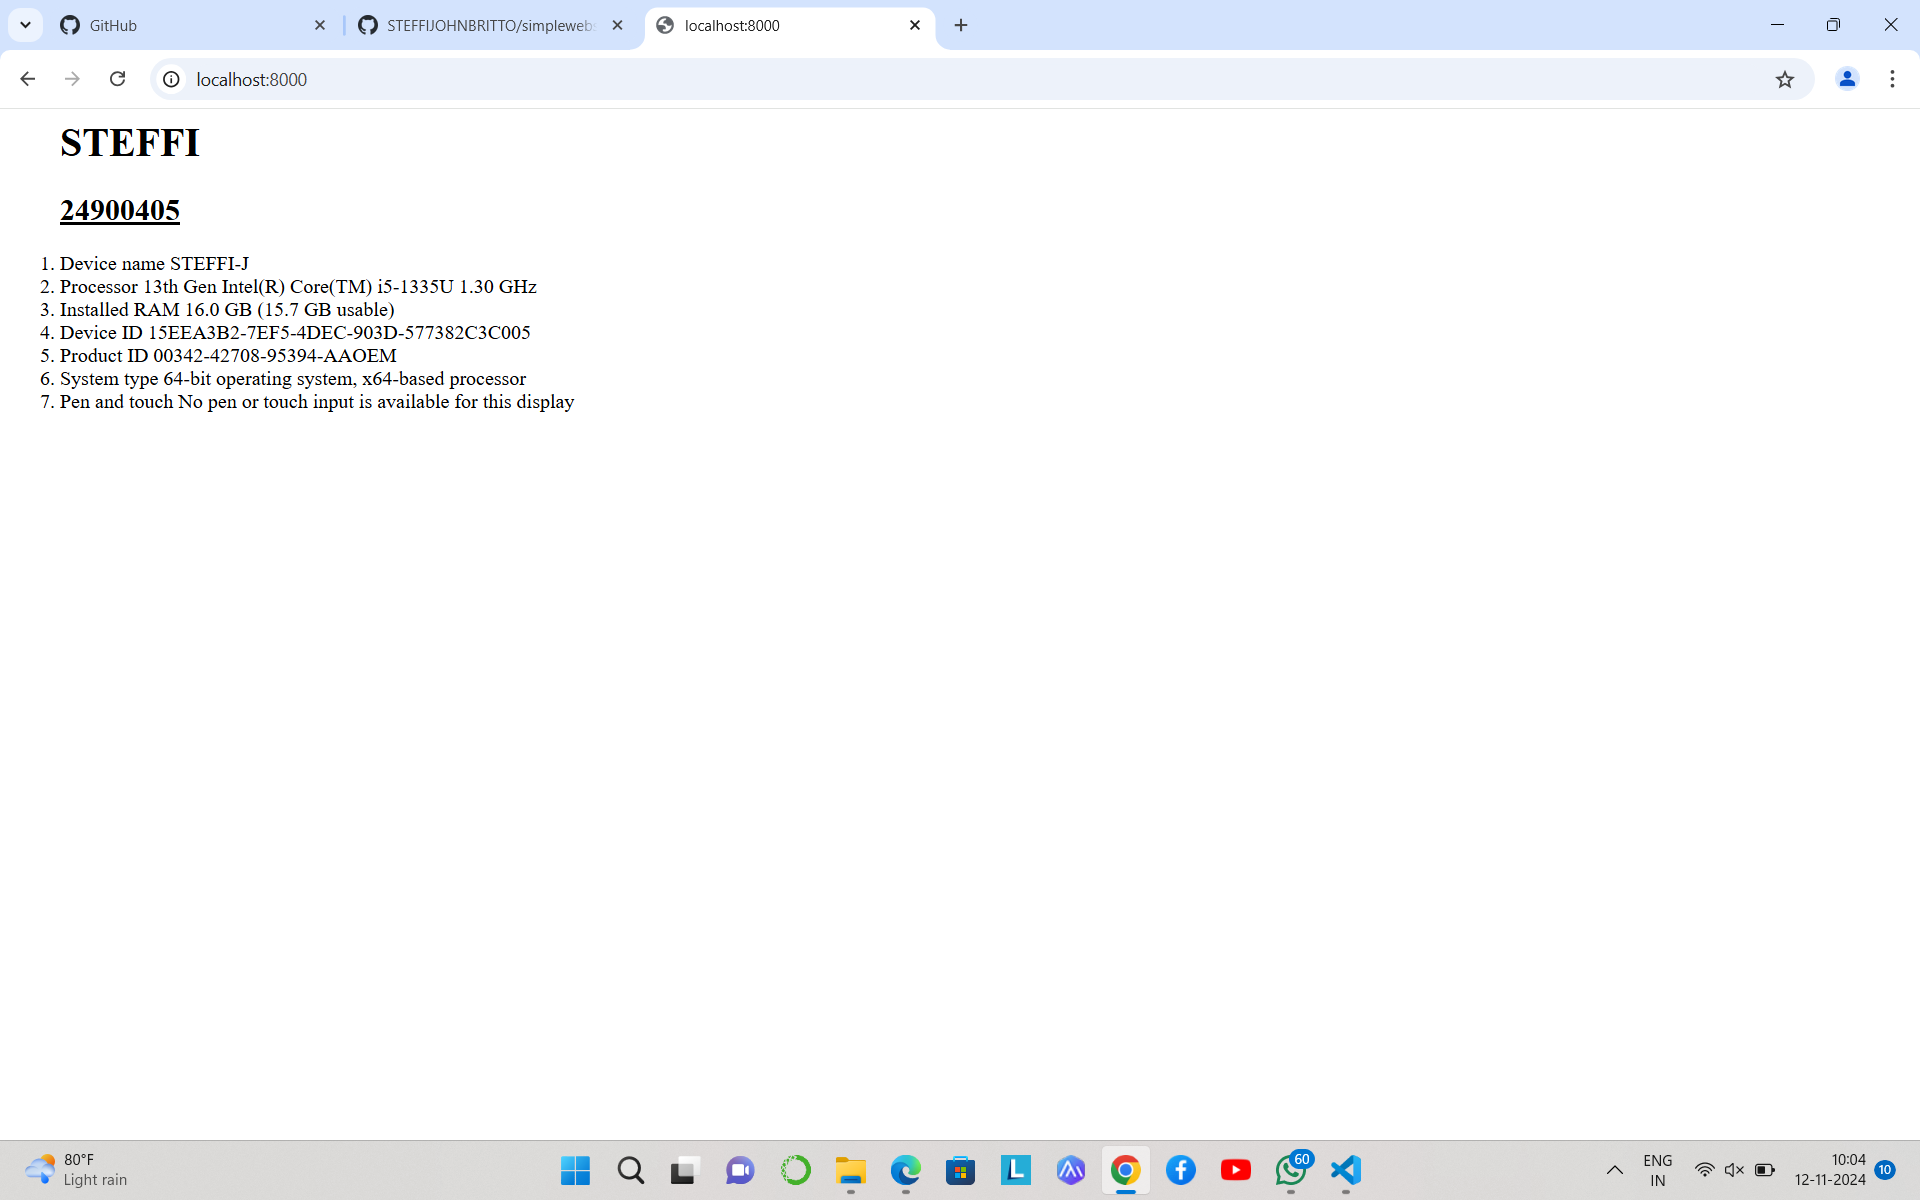 GitHub
STEFFIJOHNBRITTO/simplewebs
localhost:8000
localhost:8000
STEFFI
24900405
1. Device name STEFFI-J
2. Processor 13th Gen Intel(R) Core(TM) i5-1335U 1.30 GHz
3. Installed RAM 16.0 GB (15.7 GB usable)
4. Device ID 15EEA3B2-7EF5-4DEC-903D-577382C3C005
5. Product ID 00342-42708-95394-AAOEM
6. System type 64-bit operating system, x64-based processor
7. Pen and touch No pen or touch input is available for this display
80°F
Light rain
L
60
ENG
IN
10:04
12-11-2024
10